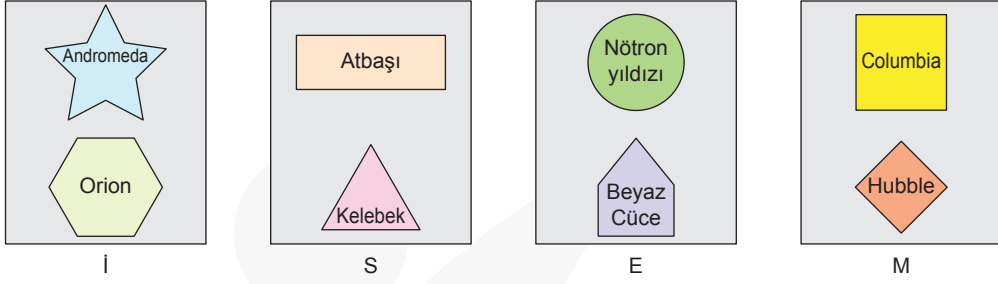 Andromeda
Orion
İ
Atbaşı
Kelebek
S
Nötron
yıldızı
Beyaz
Cüce
E
Columbia
Hubble
M